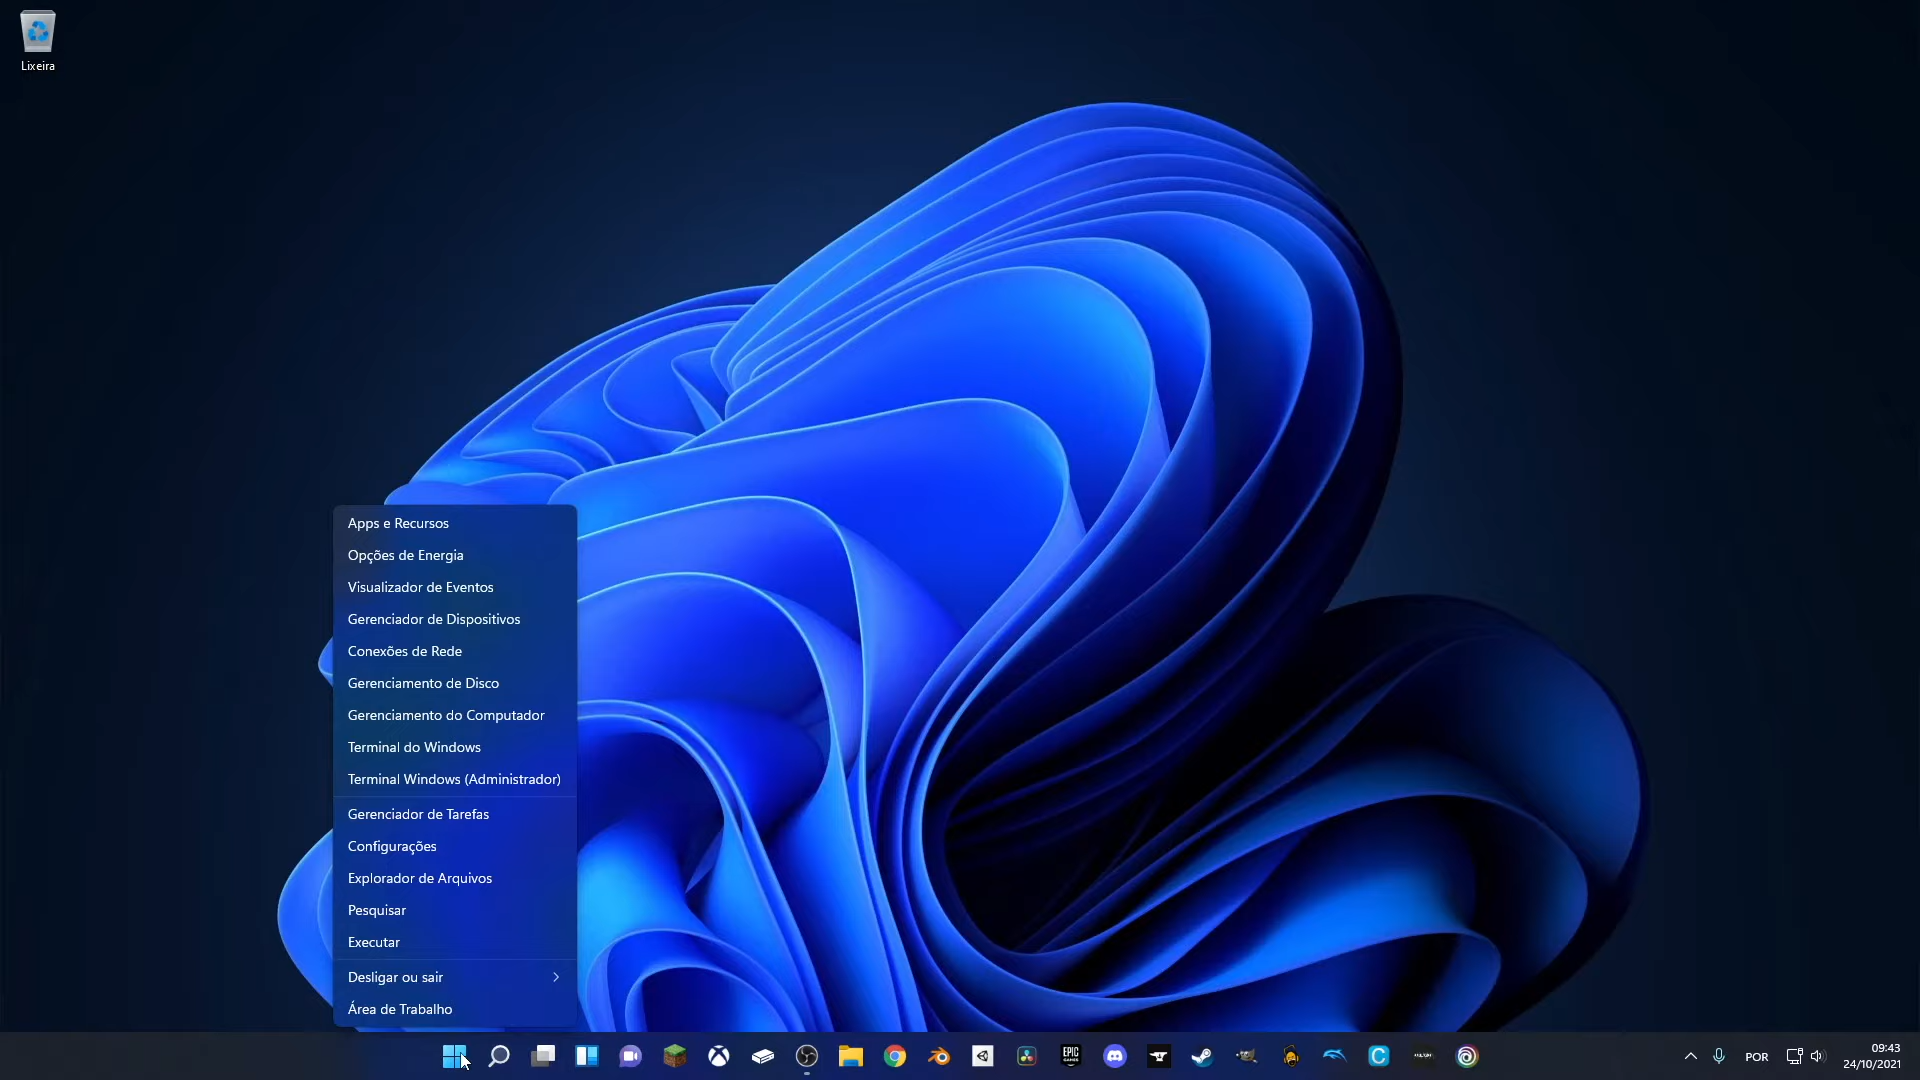 Lixeira
Apps e Recursos
Opções de Energia
Visualizador de Eventos
Gerenciador de Dispositivos
Conexões de Rede
Gerenciamento de Disco
Gerenciamento do Computador
Terminal do Windows
Terminal Windows (Administrador)
Gerenciador de Tarefas
Configurações
Explorador de Arquivos
Pesquisar
Executar
Desligar ou sair
Área de Trabalho
EPIC
GAMES
C
POR
09:43
24/10/2021